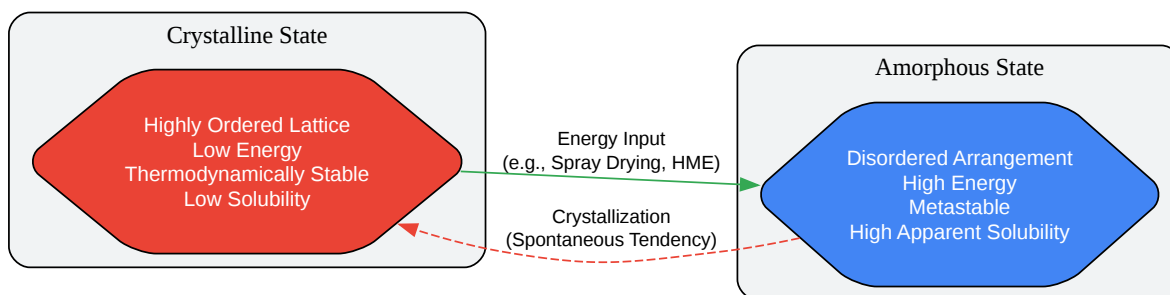 Crystalline State
Highly Ordered Lattice
Low Energy
Thermodynamically Stable
Low Solubility
Energy Input
(e.g., Spray Drying, HME)
Crystallization
(Spontaneous Tendency)
Amorphous State
Disordered Arrangement
High Energy
Metastable
High Apparent Solubility